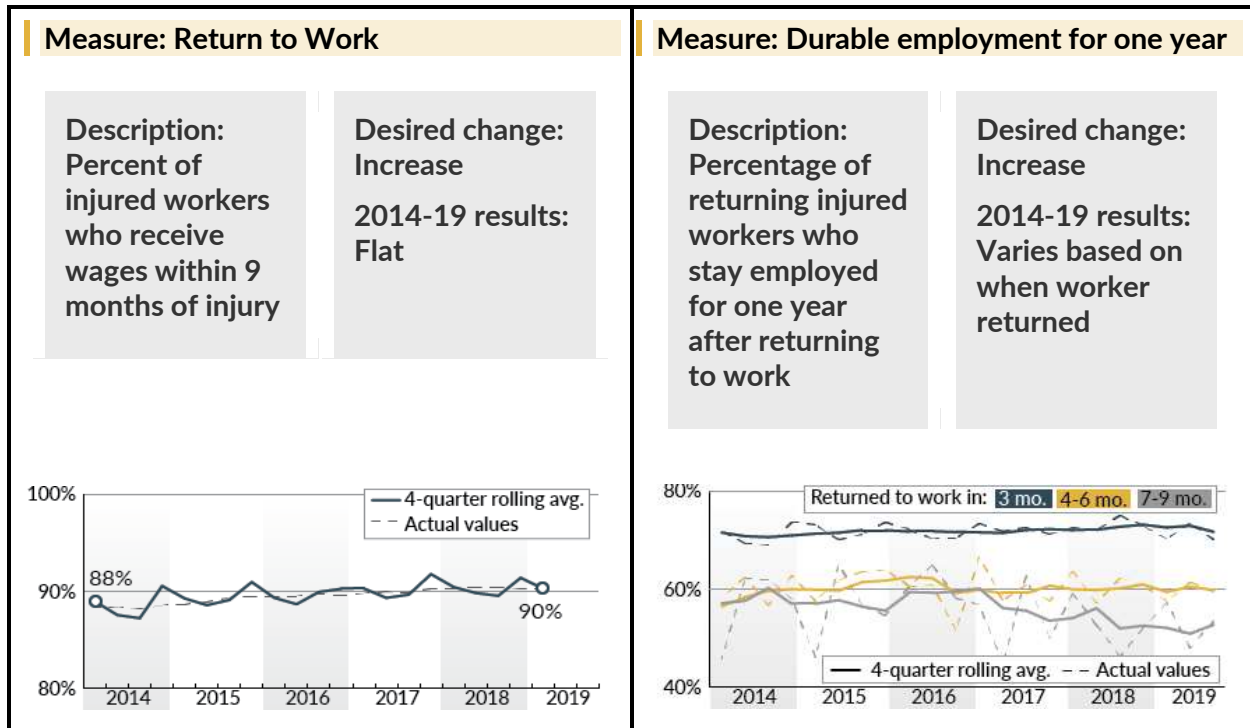 Measure: Return to Work
Description:
Percent of
injured workers
who receive
wages within 9
months of injury
Desired change:
Increase
2014-19 results:
Flat
100%
90%
80%
88%
90%
4-quarter rolling avg.
Actual values
2014 2015 2016 2017 2018 2019
Measure: Durable employment for one year
Description:
Percentage of
returning injured
workers who
stay employed
for one year
after returning
to work
Desired change:
Increase
2014-19 results:
Varies based on
when worker
returned
80%
60%
40%
Returned to work in: 3 mo. 4-6 mo. 7-9 mo.
4-quarter rolling avg. Actual values
2014 2015 2016 2017 2018 2019